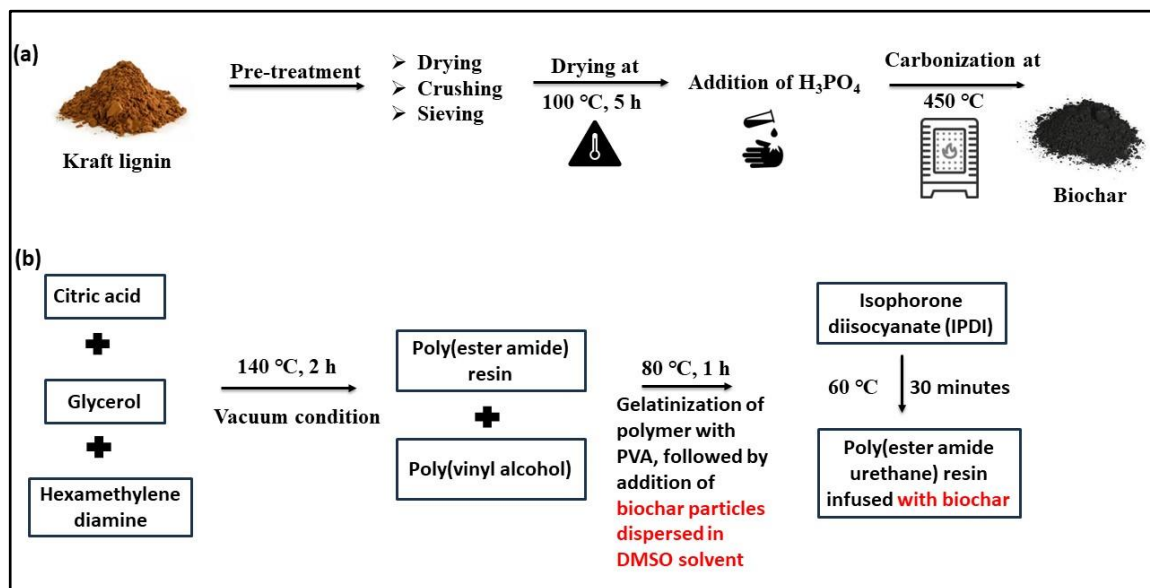 (a)
Kraft lignin
Pre-treatment
➢ Drying
➢ Crushing
➢ Sieving
Drying at
100 °C, 5 h
Addition of H₃PO₄
Carbonization at
450 °C
Biochar
(b)
Citric acid
Glycerol
Hexamethylene
diamine
140 °C, 2 h
Vacuum condition
Poly(ester amide)
resin
Poly(vinyl alcohol)
80 °C, 1 h
Gelatinization of
polymer with
PVA, followed by
addition of
biochar particles
dispersed in
DMSO solvent
Isophorone
diisocyanate (IPDI)
60 °C
30 minutes
Poly(ester amide
urethane) resin
infused with biochar